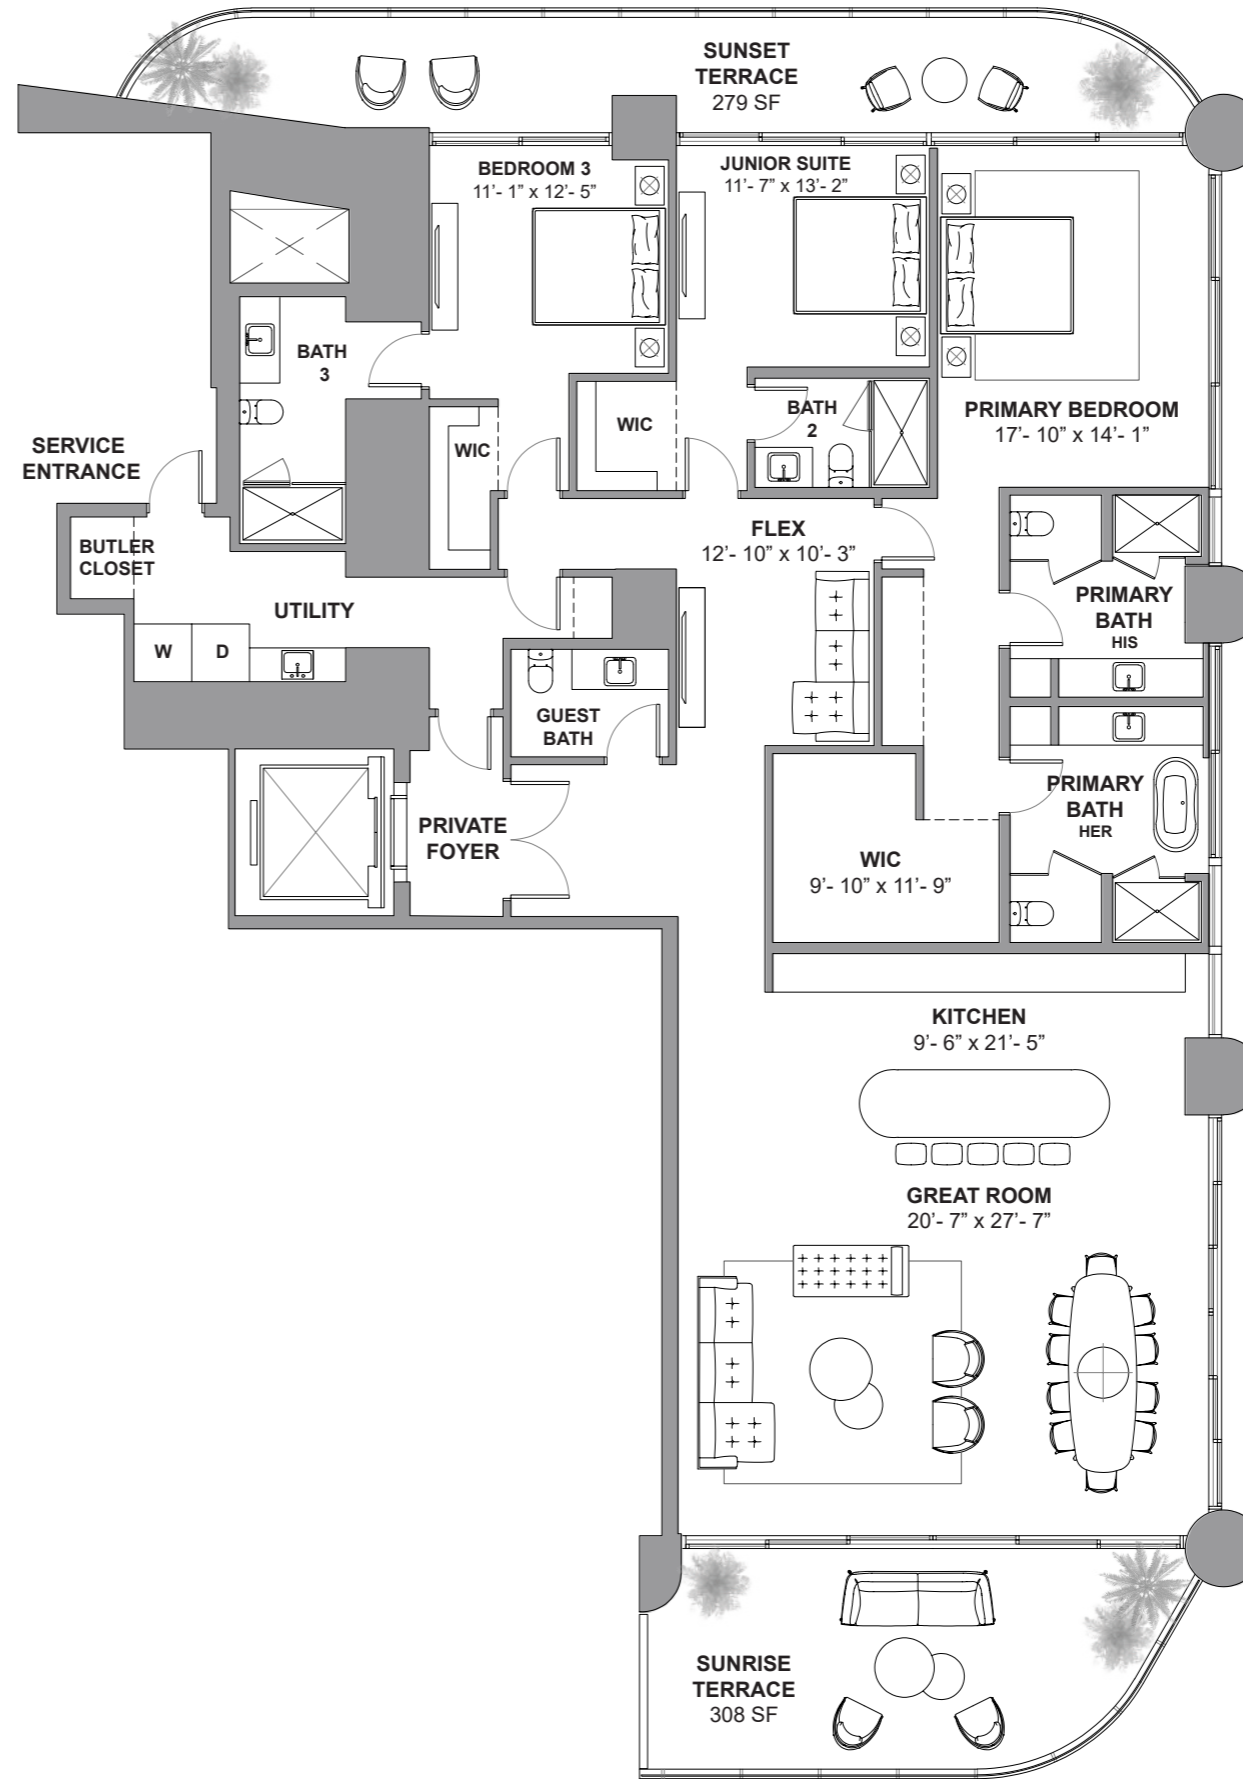 SUNSET
TERRACE
279 SF
BEDROOM 3
11’- 1” x 12’- 5”
JUNIOR SUITE
11’- 7” x 13’- 2”
BATH
3
PRIMARY BEDROOM
17’- 10” x 14’- 1”
WIC
BATH
2
WIC
SERVICE
ENTRANCE
FLEX
12’- 10” x 10’- 3”
BUTLER
CLOSET
UTILITY
PRIMARY
BATH
HIS
W
D
GUEST
BATH
PRIMARY
BATH
HER
PRIVATE
FOYER
WIC
9’- 10” x 11’- 9”
KITCHEN
9’- 6” x 21’- 5”
GREAT ROOM
20’- 7” x 27’- 7”
SUNRISE
TERRACE
308 SF